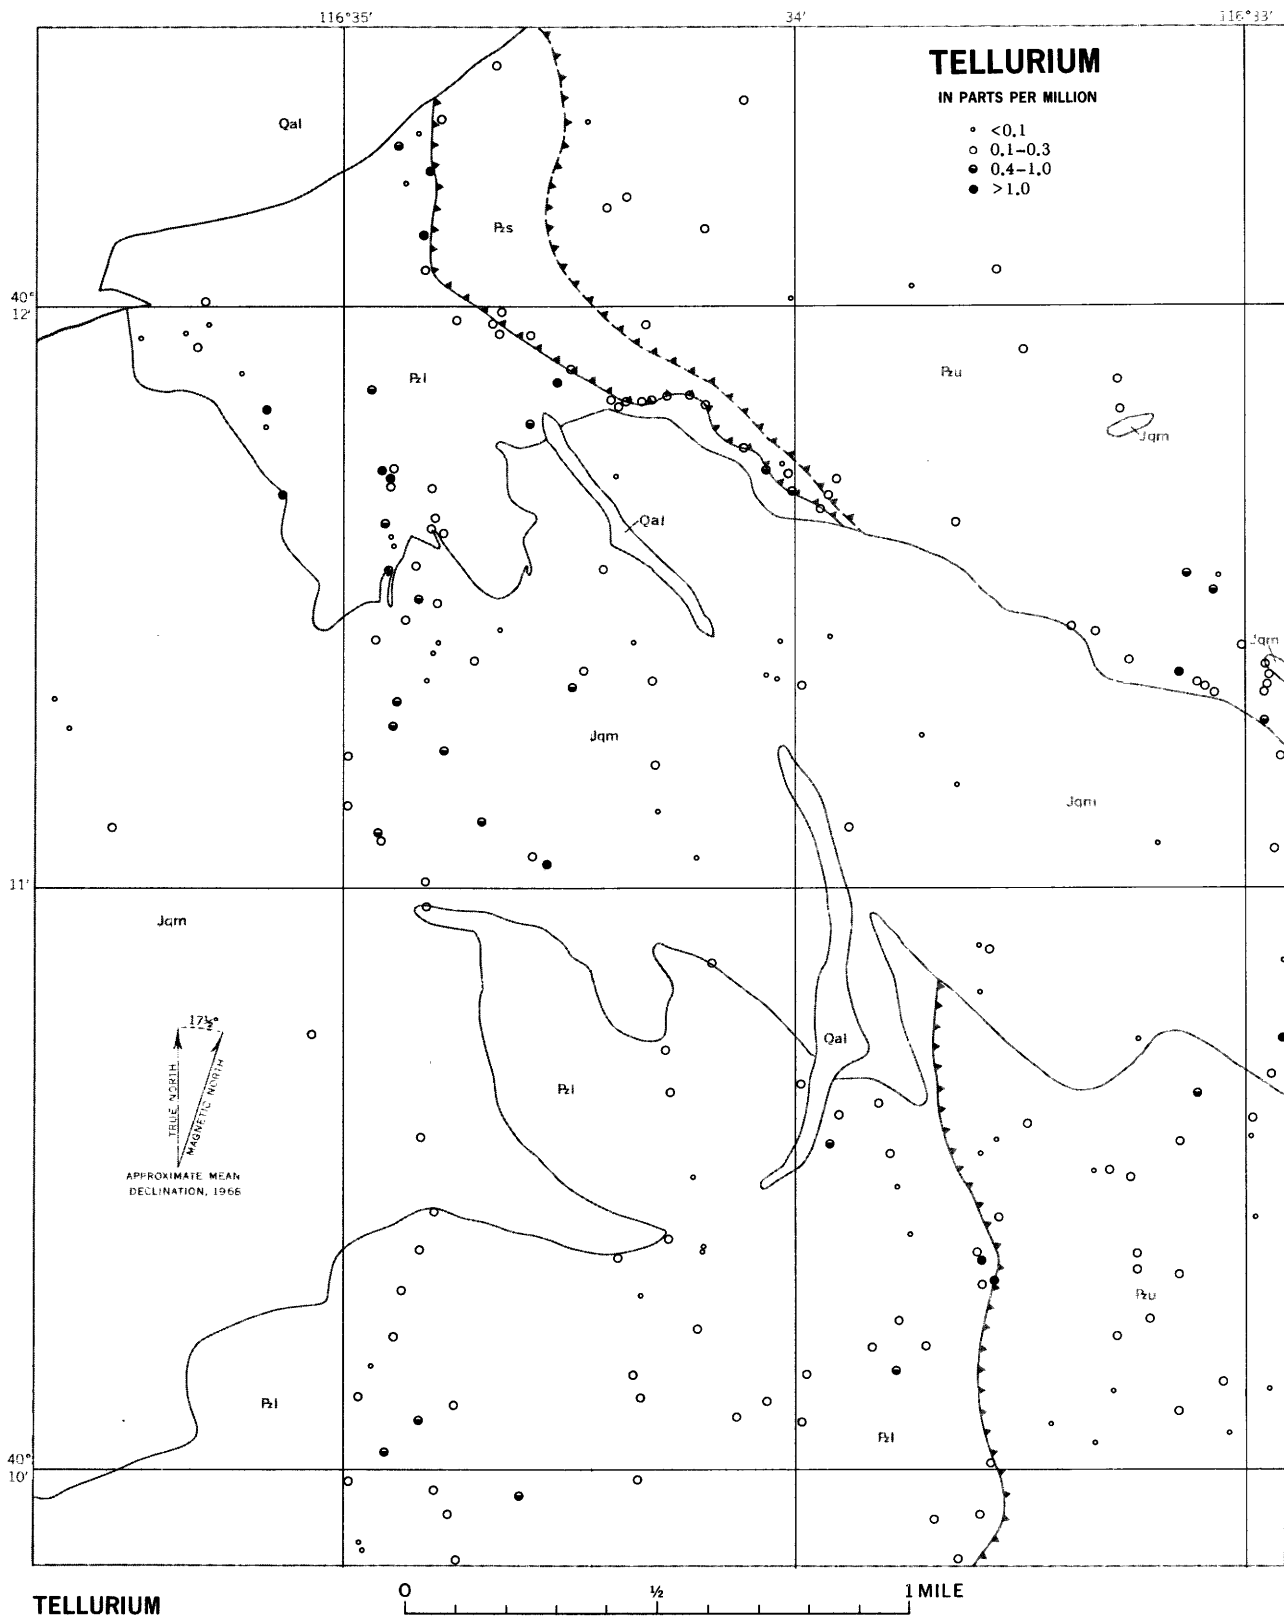 116°35′
34′
116°33′
TELLURIUM
IN PARTS PER MILLION
<0.1
0.1–0.3
0.4–1.0
>1.0
Qal
Pzs
40°
12′
Pzl
Pzu
Jqm
Qal
Jqm
Jqm
Jqm
11′
Jqm
17½°
TRUE NORTH
MAGNETIC NORTH
APPROXIMATE MEAN
DECLINATION, 1966
Qal
Pzl
Pzu
Pzl
Pzl
40°
10′
0 ½ 1 MILE
TELLURIUM